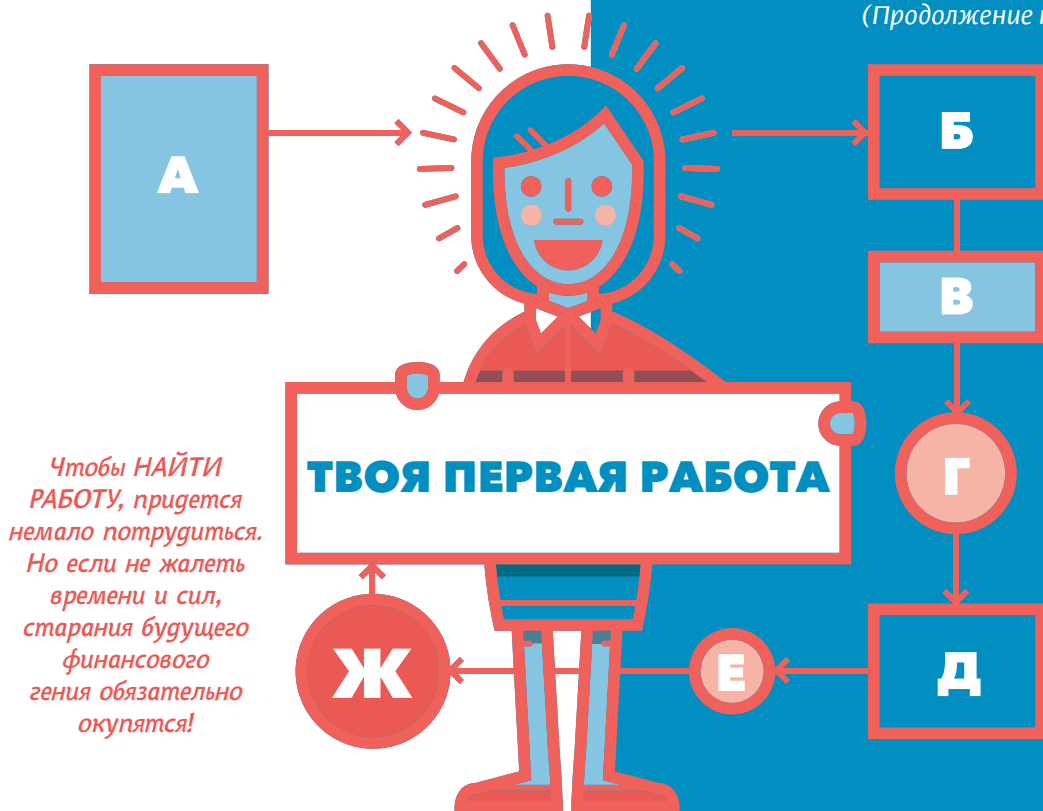 (Продолжение
А
Б
В
Г
ТВОЯ ПЕРВАЯ РАБОТА
Чтобы НАЙТИ
РАБОТУ, придется
немало потрудиться.
Но если не жалеть
времени и сил,
старания будущего
финансового
гения обязательно
окупятся!
Ж
Е
Д